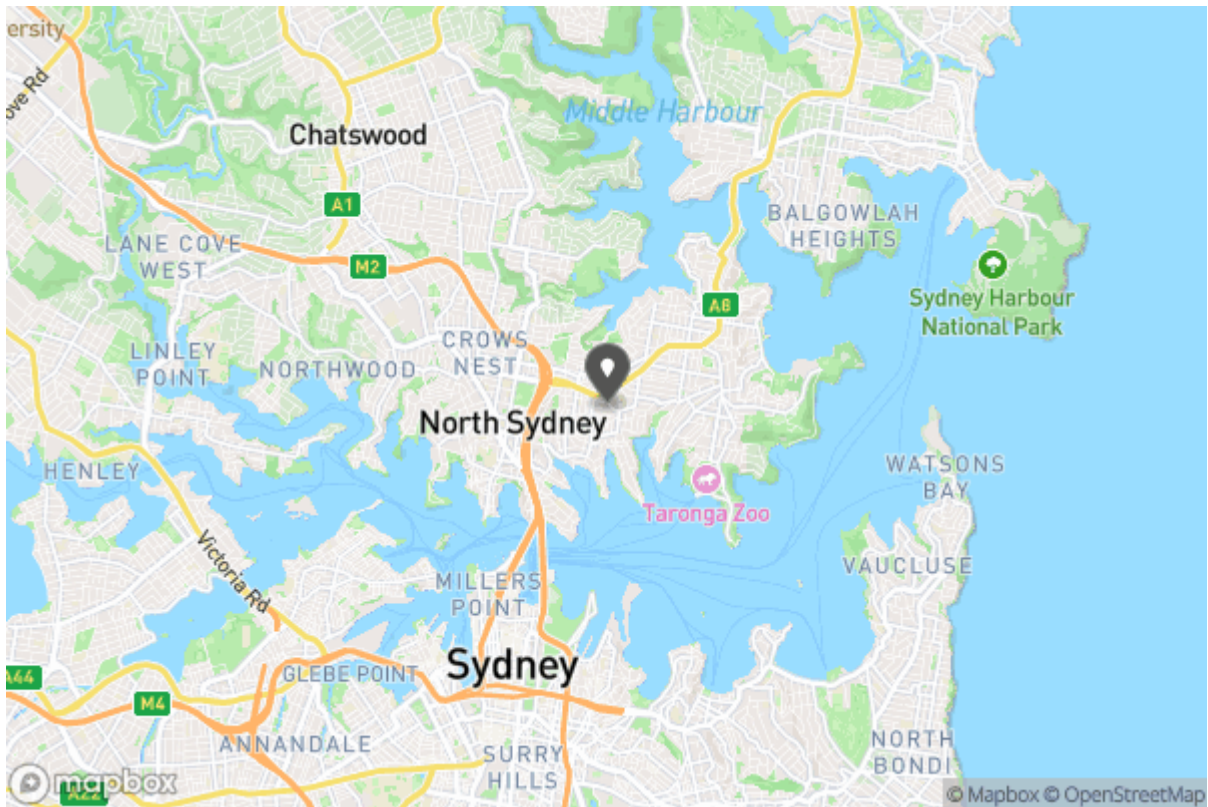 ersity
ove Rd
Chatswood
Middle Harbour
A1
LANE COVE
WEST
M2
BALGOWLAH
HEIGHTS
Sydney Harbour
National Park
A8
CROWS
NEST
LINLEY
POINT
NORTHWOOD
North Sydney
HENLEY
WATSONS
BAY
Taronga Zoo
Victoria Rd
VAUCLUSE
MILLERS
POINT
Sydney
GLEBE POINT
A44
M4
ANNANDALE
SURRY
HILLS
NORTH
BONDI
mapbox
A22
© Mapbox © OpenStreetMap